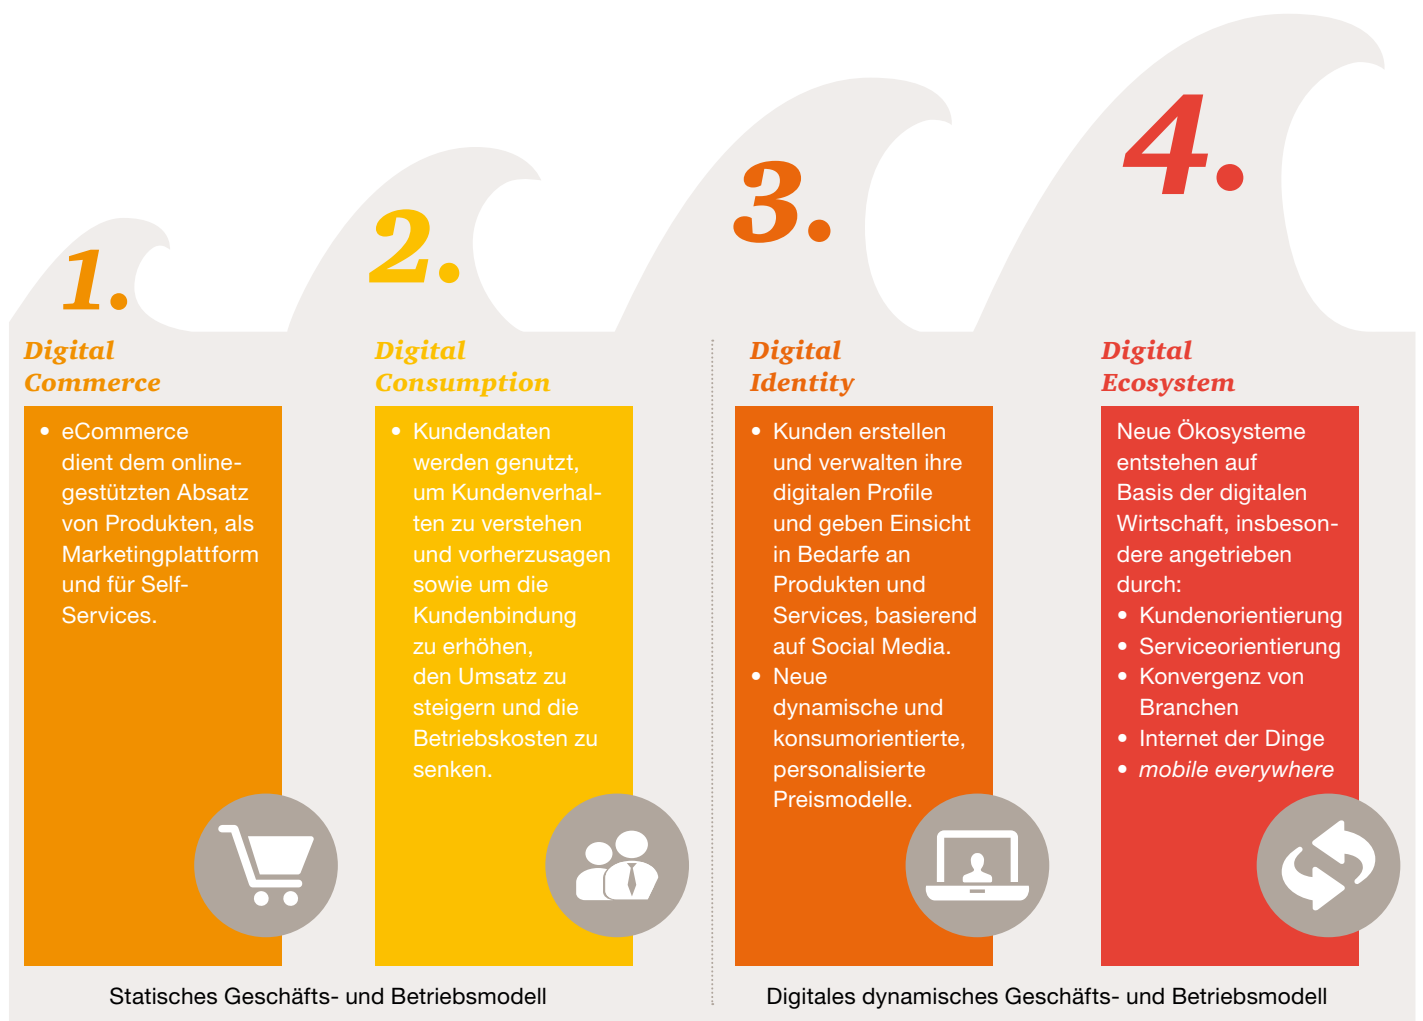 1.
Digital
Commerce
• eCommerce
dient dem online-
gestützten Absatz
von Produkten, als
Marketingplattform
und für Self-
Services.
2.
Digital
Consumption
• Kundendaten
werden genutzt,
um Kundenverhal-
ten zu verstehen
und vorherzusagen
sowie um die
Kundenbindung
zu erhöhen,
den Umsatz zu
steigern und die
Betriebskosten zu
senken.
Statisches Geschäfts- und Betriebsmodell
3.
Digital
Identity
• Kunden erstellen
und verwalten ihre
digitalen Profile
und geben Einsicht
in Bedarfe an
Produkten und
Services, basierend
auf Social Media.
• Neue
dynamische und
konsumorientierte,
personalisierte
Preismodelle.
4.
Digital
Ecosystem
Neue Ökosysteme
entstehen auf
Basis der digitalen
Wirtschaft, insbeson-
dere angetrieben
durch:
• Kundenorientierung
• Serviceorientierung
• Konvergenz von
Branchen
• Internet der Dinge
• mobile everywhere
Digitales dynamisches Geschäfts- und Betriebsmodell